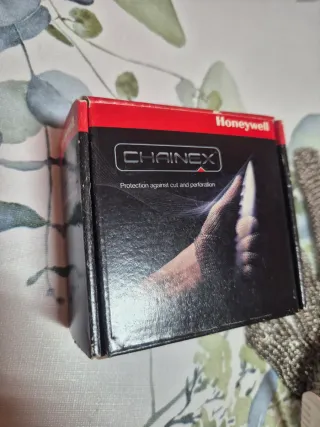 Honeywell
CHAINEX
Protection against cut and perforation